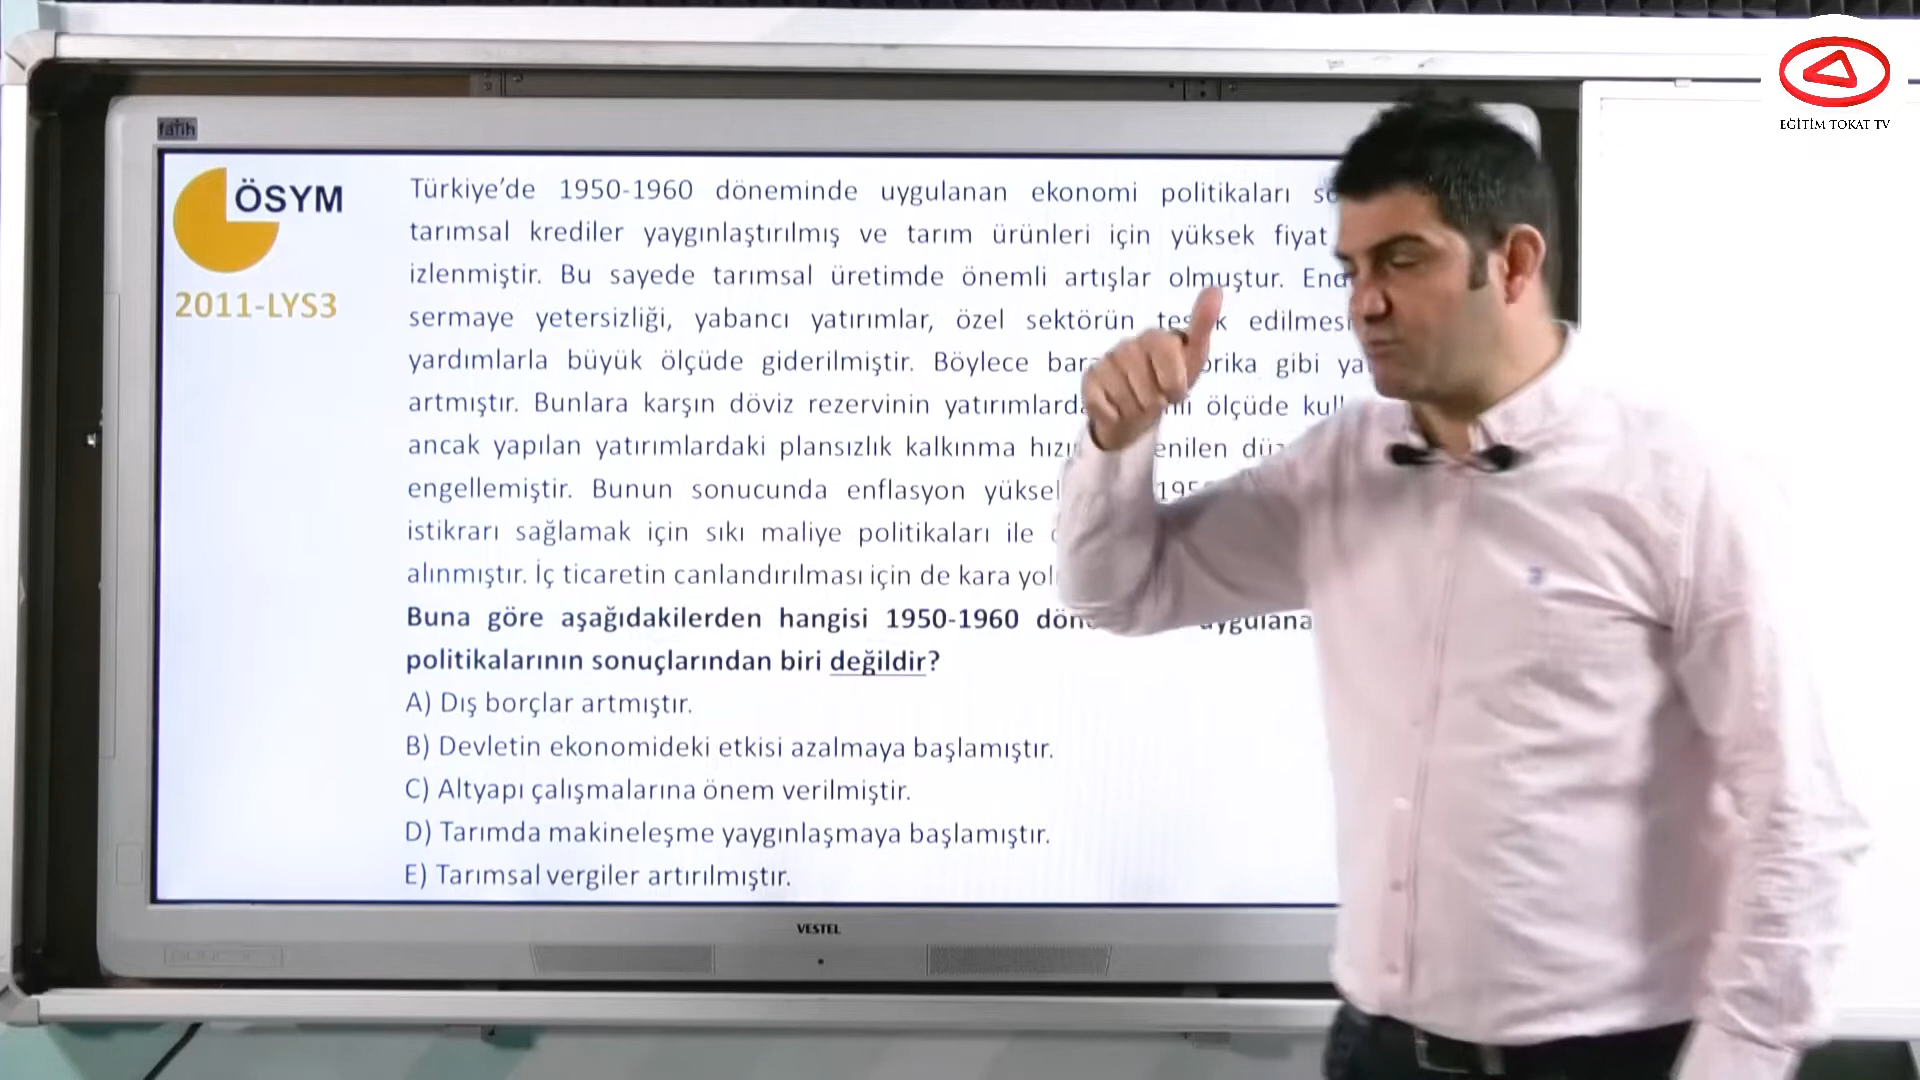 EĞİTİM TOKAT TV
fatih
ÖSYM
2011-LYS3
Türkiye’de 1950-1960 döneminde uygulanan ekonomi politikaları
tarımsal krediler yaygınlaştırılmış ve tarım ürünleri için yüksek fiyat
izlenmiştir. Bu sayede tarımsal üretimde önemli artışlar olmuştur.
sermaye yetersizliği, yabancı yatırımlar, özel sektörün
yardımlarla büyük ölçüde giderilmiştir. Böylece gibi
artmıştır. Bunlara karşın döviz rezervinin ölçüde
ancak yapılan yatırımlardaki plansızlık kalkınma
engellemiştir. Bunun sonucunda enflasyon
istikrarı sağlamak için sıkı maliye politikaları ile
alınmıştır. İç ticaretin canlandırılması için de kara
Buna göre aşağıdakilerden hangisi 1950-1960
politikalarının sonuçlarından biri değildir?
A) Dış borçlar artmıştır.
B) Devletin ekonomideki etkisi azalmaya başlamıştır.
C) Altyapı çalışmalarına önem verilmiştir.
D) Tarımda makineleşme yaygınlaşmaya başlamıştır.
E) Tarımsal vergiler artırılmıştır.
VESTEL